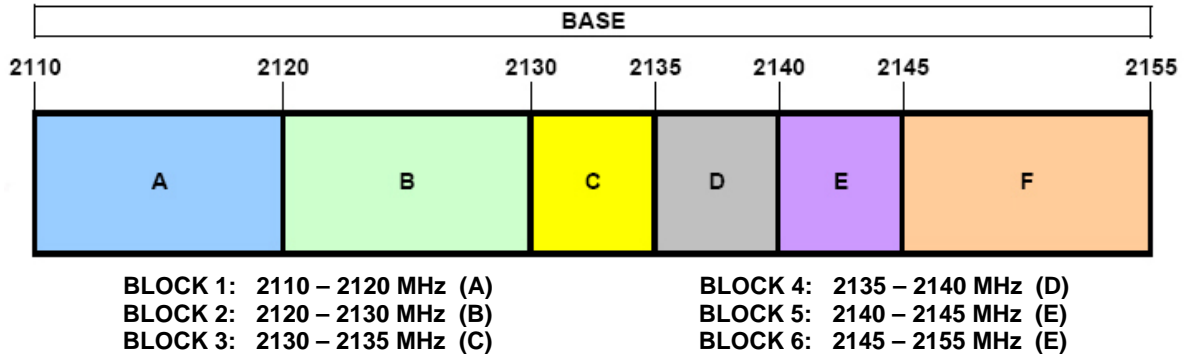 BASE
2110 2120 2130 2135 2140 2145 2155
A B C D E F
BLOCK 1: 2110 – 2120 MHz (A)
BLOCK 2: 2120 – 2130 MHz (B)
BLOCK 3: 2130 – 2135 MHz (C)
BLOCK 4: 2135 – 2140 MHz (D)
BLOCK 5: 2140 – 2145 MHz (E)
BLOCK 6: 2145 – 2155 MHz (E)